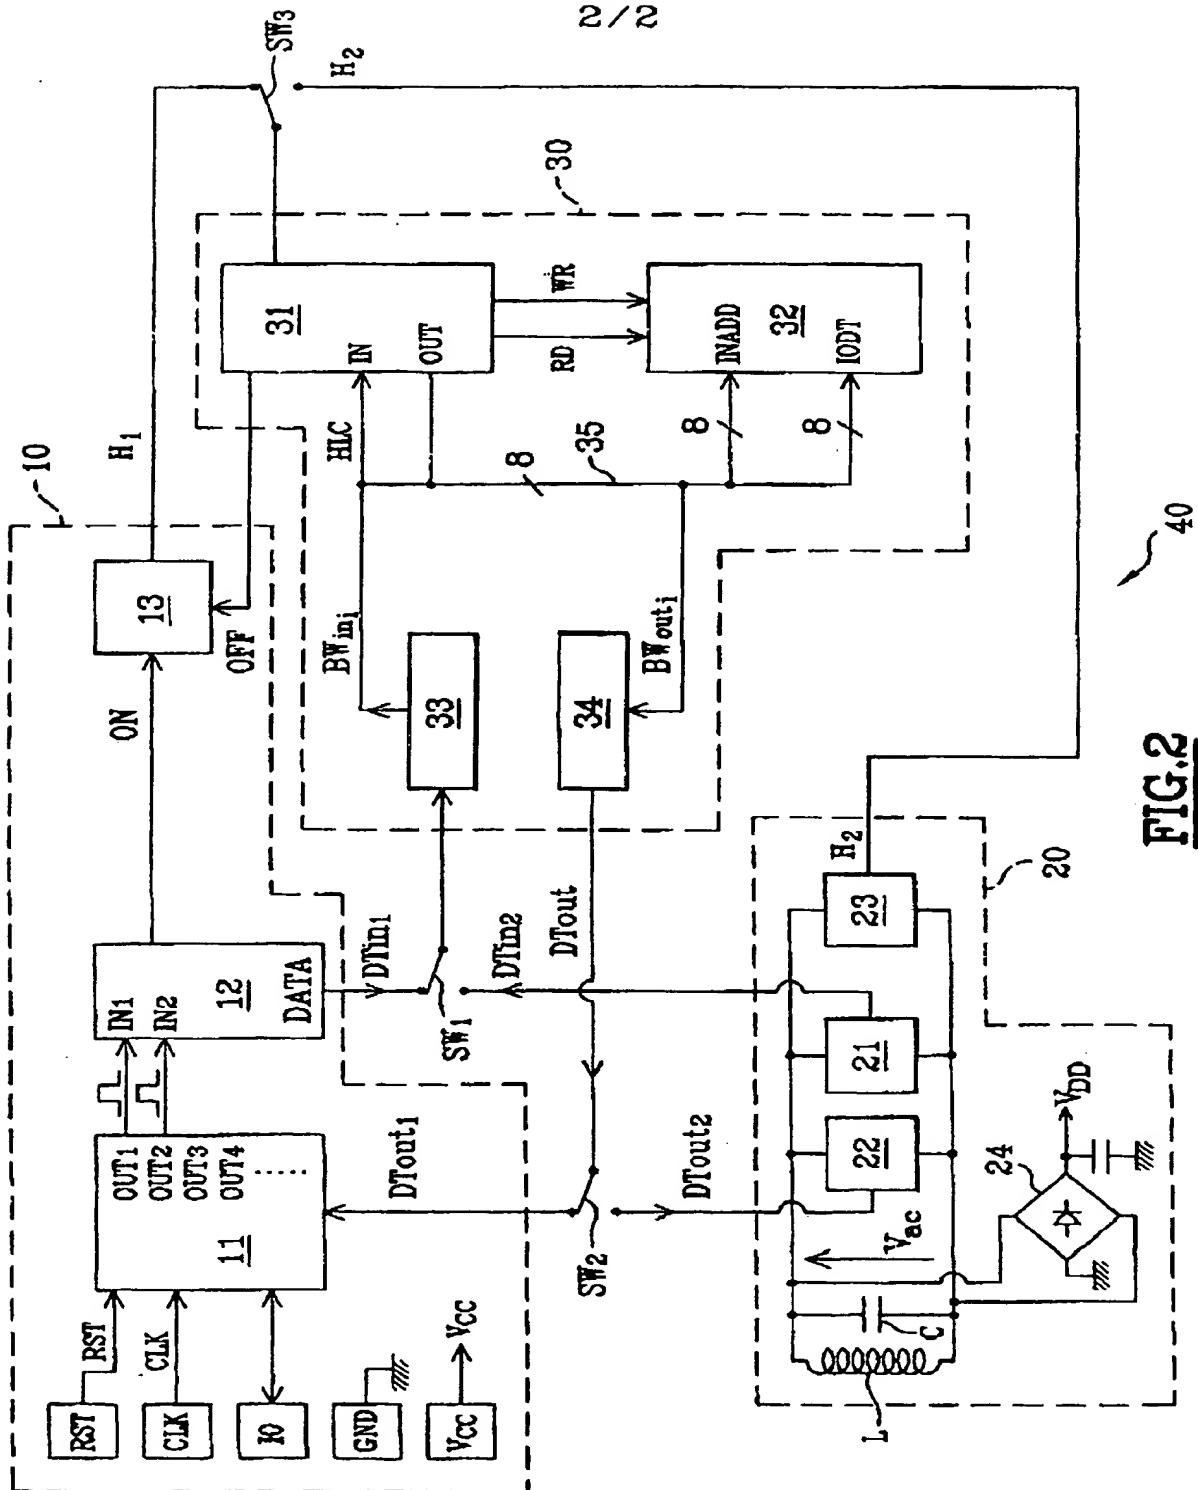 2/2
10
RST
RST
CLK
CLK
IO
GND
VCC
VCC
11
OUT1
OUT2
OUT3
OUT4
......
IN1
IN2
12
DATA
ON
13
OFF
H1
SW3
H2
30
31
IN
OUT
HLC
RD
WR
32
INADD
IODT
8
8
8
35
BWini
33
BWouti
34
DTin1
SW1
DTin2
DTout
DTout1
SW2
DTout2
20
H2
23
21
22
Vac
C
L
24
VDD
40
FIG.2